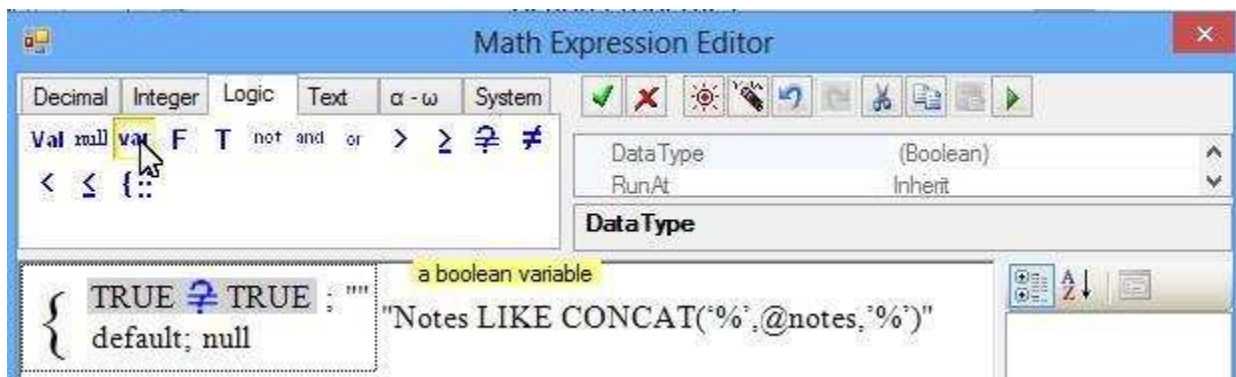 Math Expression Editor
Decimal Integer Logic Text α - ω System
Val null var F T not and or > ≥ ≟ ≠
< ≤ {::
DataType (Boolean)
RunAt Inherit
DataType
a boolean variable
TRUE ≟ TRUE ; ""
default; null
"Notes LIKE CONCAT('%',@notes,'%')"